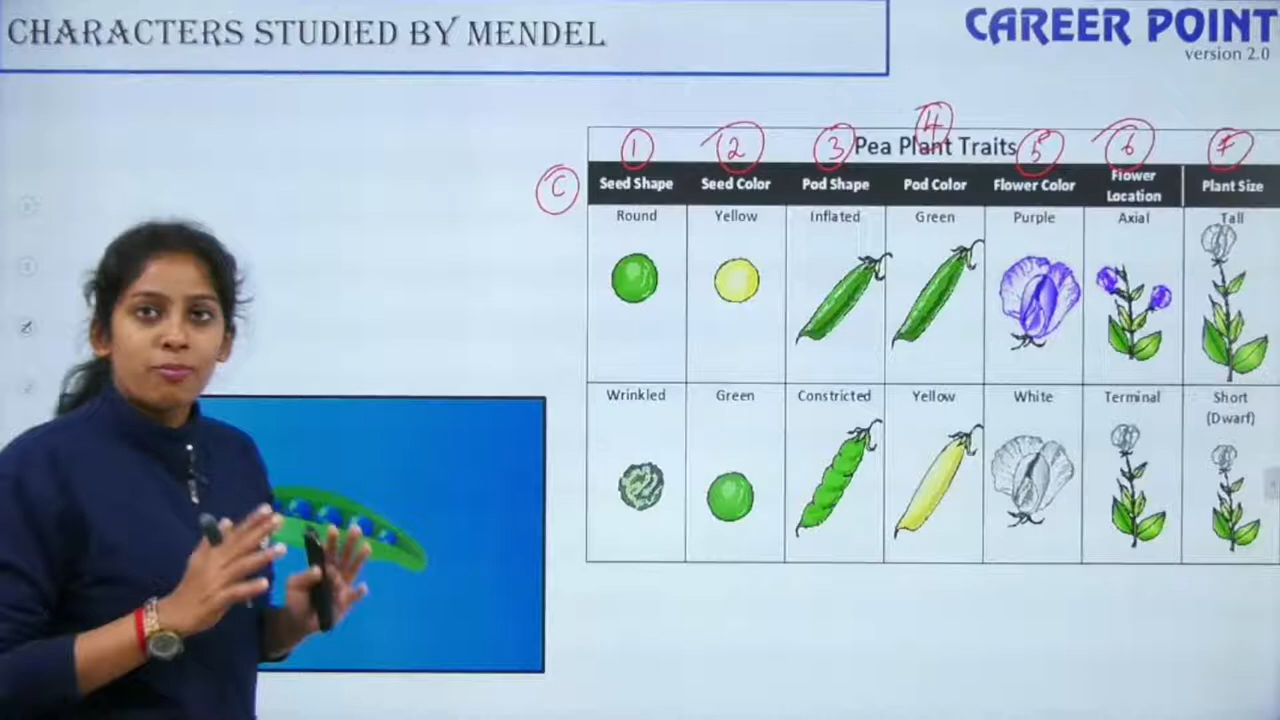 CHARACTERS STUDIED BY MENDEL
CAREER POINT
version 2.0
1 2 3 4 5 6 7
Pea Plant Traits
C
Seed Shape Seed Color Pod Shape Pod Color Flower Color Flower Location Plant Size
Round Yellow Inflated Green Purple Axial Tall
Wrinkled Green Constricted Yellow White Terminal Short (Dwarf)